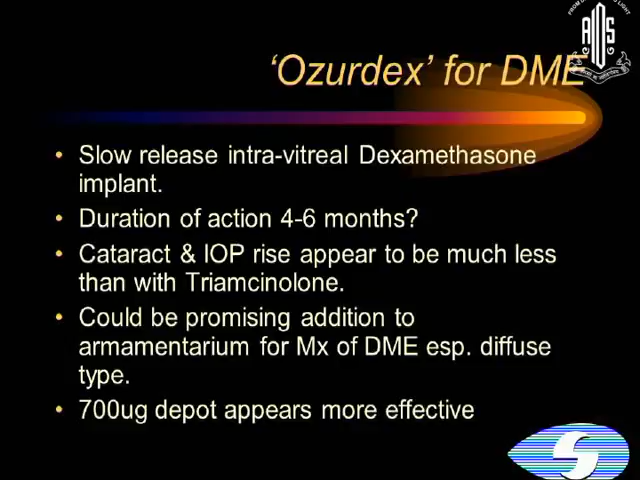 ‘Ozurdex’ for DME
• Slow release intra-vitreal Dexamethasone
implant.
• Duration of action 4-6 months?
• Cataract & IOP rise appear to be much less
than with Triamcinolone.
• Could be promising addition to
armamentarium for Mx of DME esp. diffuse
type.
• 700ug depot appears more effective